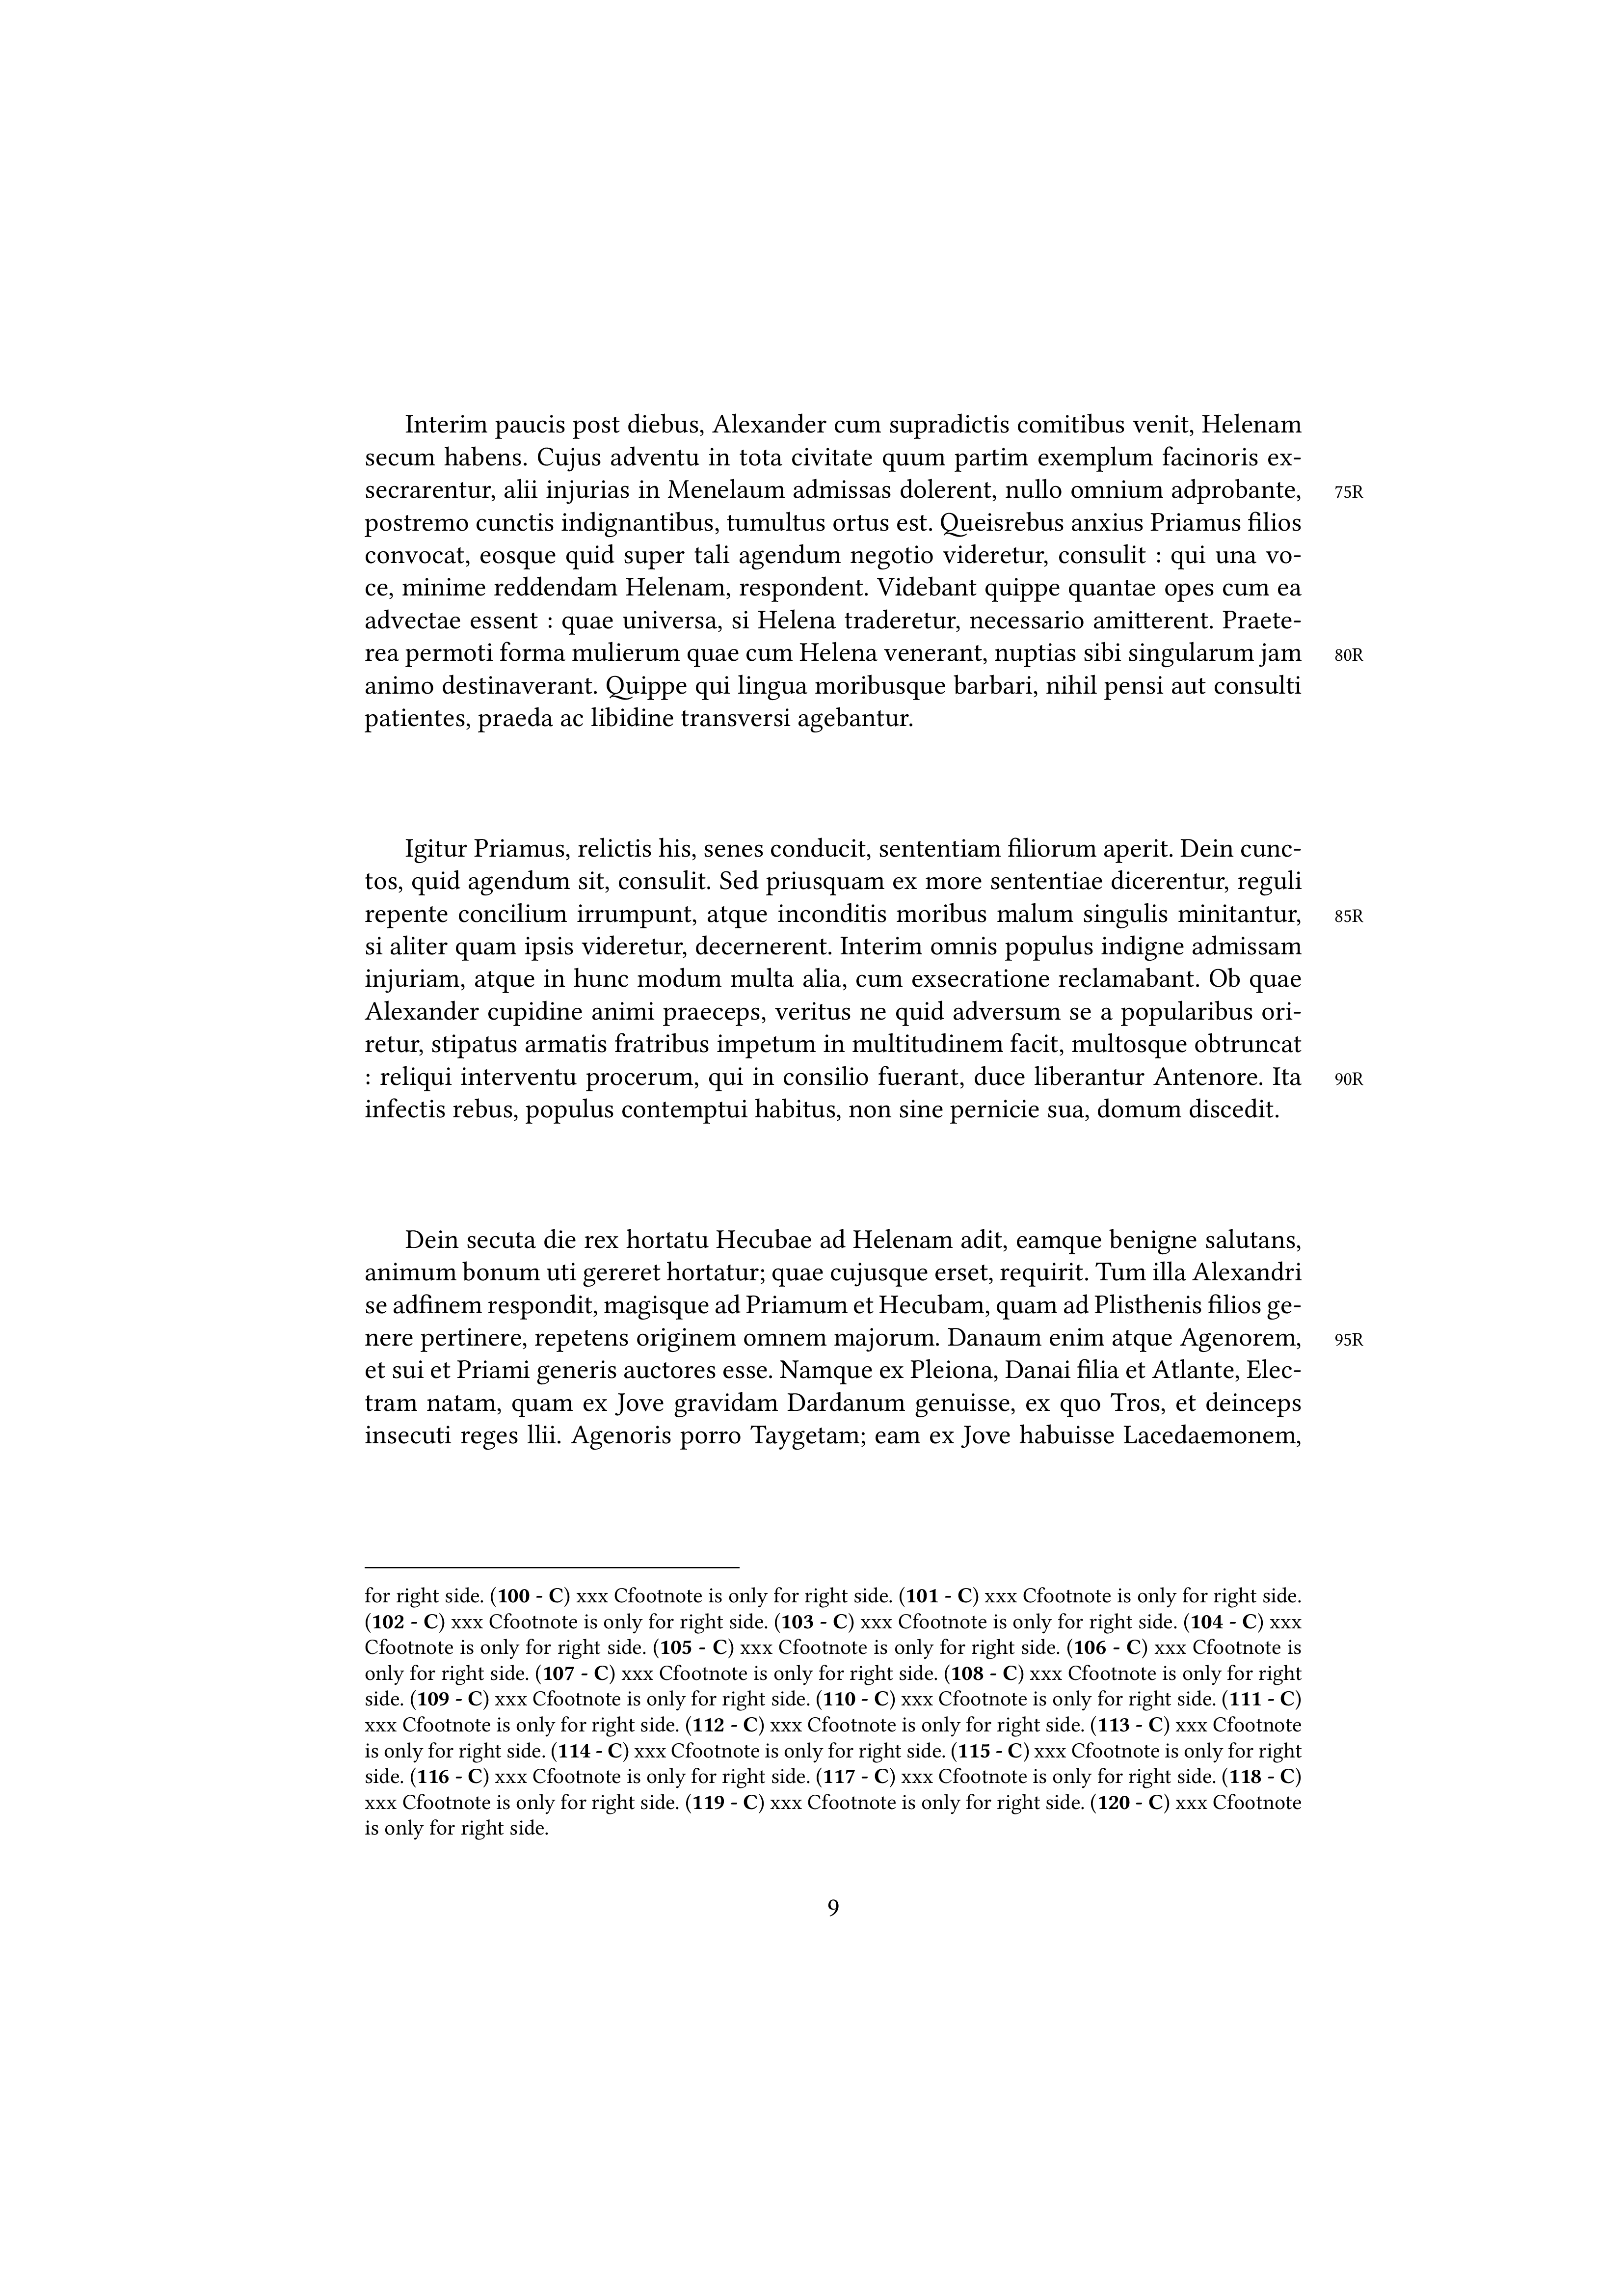 Interim paucis post diebus, Alexander cum supradictis comitibus venit, Helenam
secum habens. Cujus adventu in tota civitate quum partim exemplum facinoris ex-
secrarentur, alii injurias in Menelaum admissas dolerent, nullo omnium adprobante, 75R
postremo cunctis indignantibus, tumultus ortus est. Queisrebus anxius Priamus filios
convocat, eosque quid super tali agendum negotio videretur, consulit : qui una vo-
ce, minime reddendam Helenam, respondent. Videbant quippe quantae opes cum ea
advectae essent : quae universa, si Helena traderetur, necessario amitterent. Praete-
rea permoti forma mulierum quae cum Helena venerant, nuptias sibi singularum jam 80R
animo destinaverant. Quippe qui lingua moribusque barbari, nihil pensi aut consulti
patientes, praeda ac libidine transversi agebantur.
Igitur Priamus, relictis his, senes conducit, sententiam filiorum aperit. Dein cunc-
tos, quid agendum sit, consulit. Sed priusquam ex more sententiae dicerentur, reguli
repente concilium irrumpunt, atque inconditis moribus malum singulis minitantur, 85R
si aliter quam ipsis videretur, decernerent. Interim omnis populus indigne admissam
injuriam, atque in hunc modum multa alia, cum exsecratione reclamabant. Ob quae
Alexander cupidine animi praeceps, veritus ne quid adversum se a popularibus ori-
retur, stipatus armatis fratribus impetum in multitudinem facit, multosque obtruncat
: reliqui interventu procerum, qui in consilio fuerant, duce liberantur Antenore. Ita 90R
infectis rebus, populus contemptui habitus, non sine pernicie sua, domum discedit.
Dein secuta die rex hortatu Hecubae ad Helenam adit, eamque benigne salutans,
animum bonum uti gereret hortatur; quae cujusque erset, requirit. Tum illa Alexandri
se adfinem respondit, magisque ad Priamum et Hecubam, quam ad Plisthenis filios ge-
nere pertinere, repetens originem omnem majorum. Danaum enim atque Agenorem, 95R
et sui et Priami generis auctores esse. Namque ex Pleiona, Danai filia et Atlante, Elec-
tram natam, quam ex Jove gravidam Dardanum genuisse, ex quo Tros, et deinceps
insecuti reges llii. Agenoris porro Taygetam; eam ex Jove habuisse Lacedaemonem,
for right side. (100 - C) xxx Cfootnote is only for right side. (101 - C) xxx Cfootnote is only for right side.
(102 - C) xxx Cfootnote is only for right side. (103 - C) xxx Cfootnote is only for right side. (104 - C) xxx
Cfootnote is only for right side. (105 - C) xxx Cfootnote is only for right side. (106 - C) xxx Cfootnote is
only for right side. (107 - C) xxx Cfootnote is only for right side. (108 - C) xxx Cfootnote is only for right
side. (109 - C) xxx Cfootnote is only for right side. (110 - C) xxx Cfootnote is only for right side. (111 - C)
xxx Cfootnote is only for right side. (112 - C) xxx Cfootnote is only for right side. (113 - C) xxx Cfootnote
is only for right side. (114 - C) xxx Cfootnote is only for right side. (115 - C) xxx Cfootnote is only for right
side. (116 - C) xxx Cfootnote is only for right side. (117 - C) xxx Cfootnote is only for right side. (118 - C)
xxx Cfootnote is only for right side. (119 - C) xxx Cfootnote is only for right side. (120 - C) xxx Cfootnote
is only for right side.
9